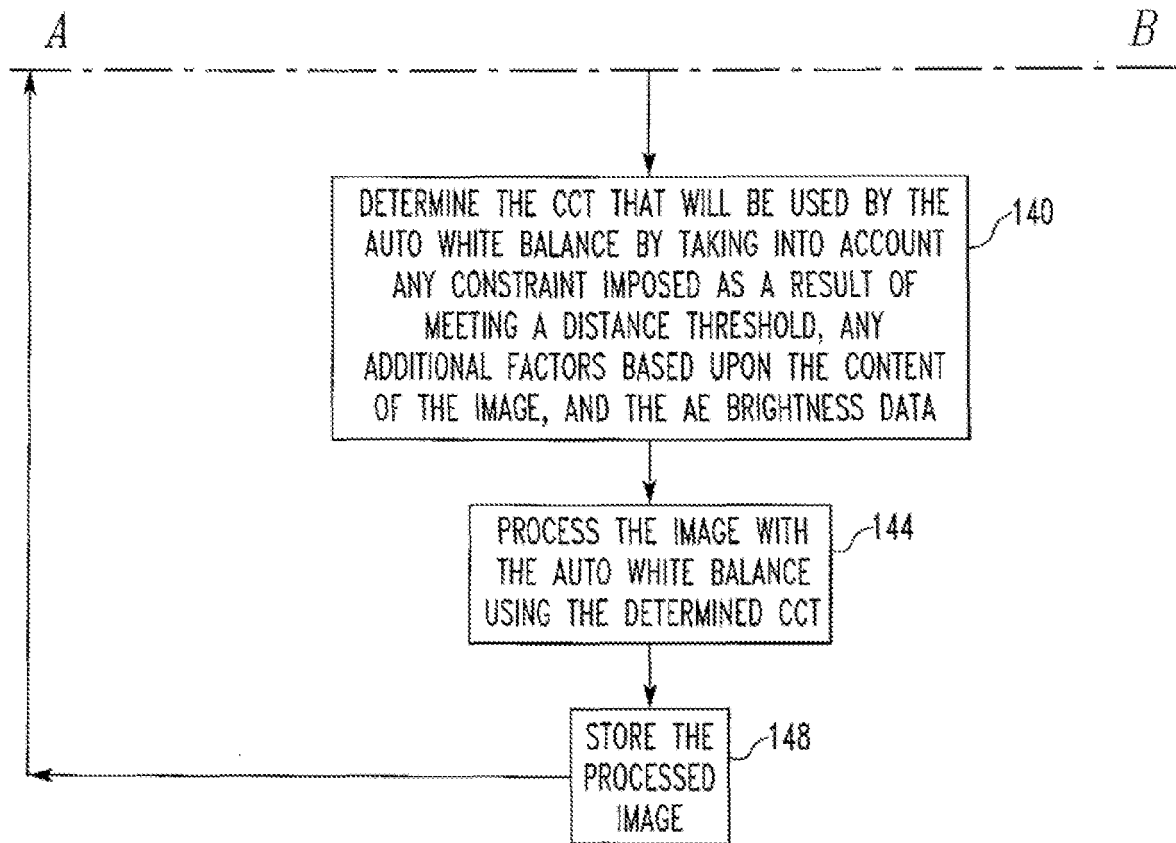 A
B
DETERMINE THE CCT THAT WILL BE USED BY THE
AUTO WHITE BALANCE BY TAKING INTO ACCOUNT
ANY CONSTRAINT IMPOSED AS A RESULT OF
MEETING A DISTANCE THRESHOLD, ANY
ADDITIONAL FACTORS BASED UPON THE CONTENT
OF THE IMAGE, AND THE AE BRIGHTNESS DATA
140
PROCESS THE IMAGE WITH
THE AUTO WHITE BALANCE
USING THE DETERMINED CCT
144
STORE THE
PROCESSED
IMAGE
148